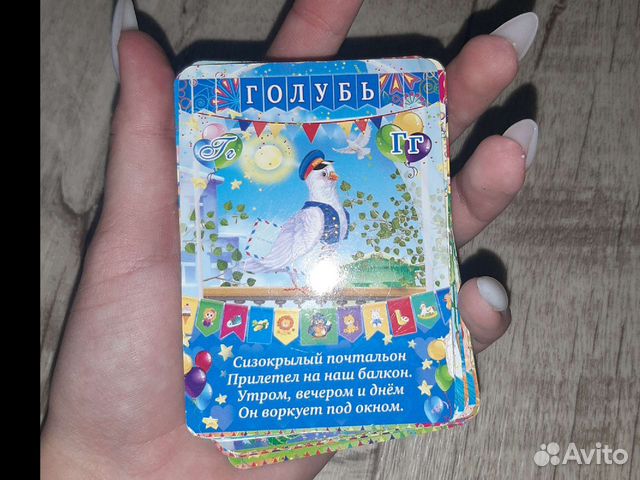 ГОЛУБЬ
Гг
Гг
Сизокрылый почтальон
Прилетел на наш балкон.
Утром, вечером и днём
Он воркует под окном.
Avito